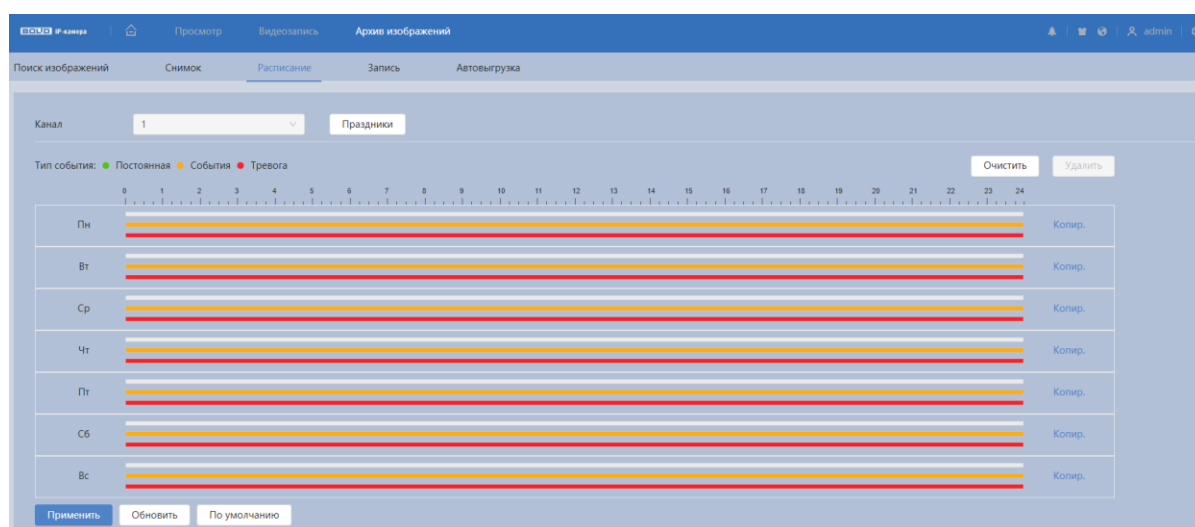 BOLID IP-камера Просмотр Видеозапись Архив изображений admin
Поиск изображений Снимок Расписание Запись Автовыгрузка
Канал 1 Праздники
Тип события: Постоянная События Тревога Очистить Удалить
0 1 2 3 4 5 6 7 8 9 10 11 12 13 14 15 16 17 18 19 20 21 22 23 24
Пн Копир.
Вт Копир.
Ср Копир.
Чт Копир.
Пт Копир.
Сб Копир.
Вс Копир.
Применить Обновить По умолчанию